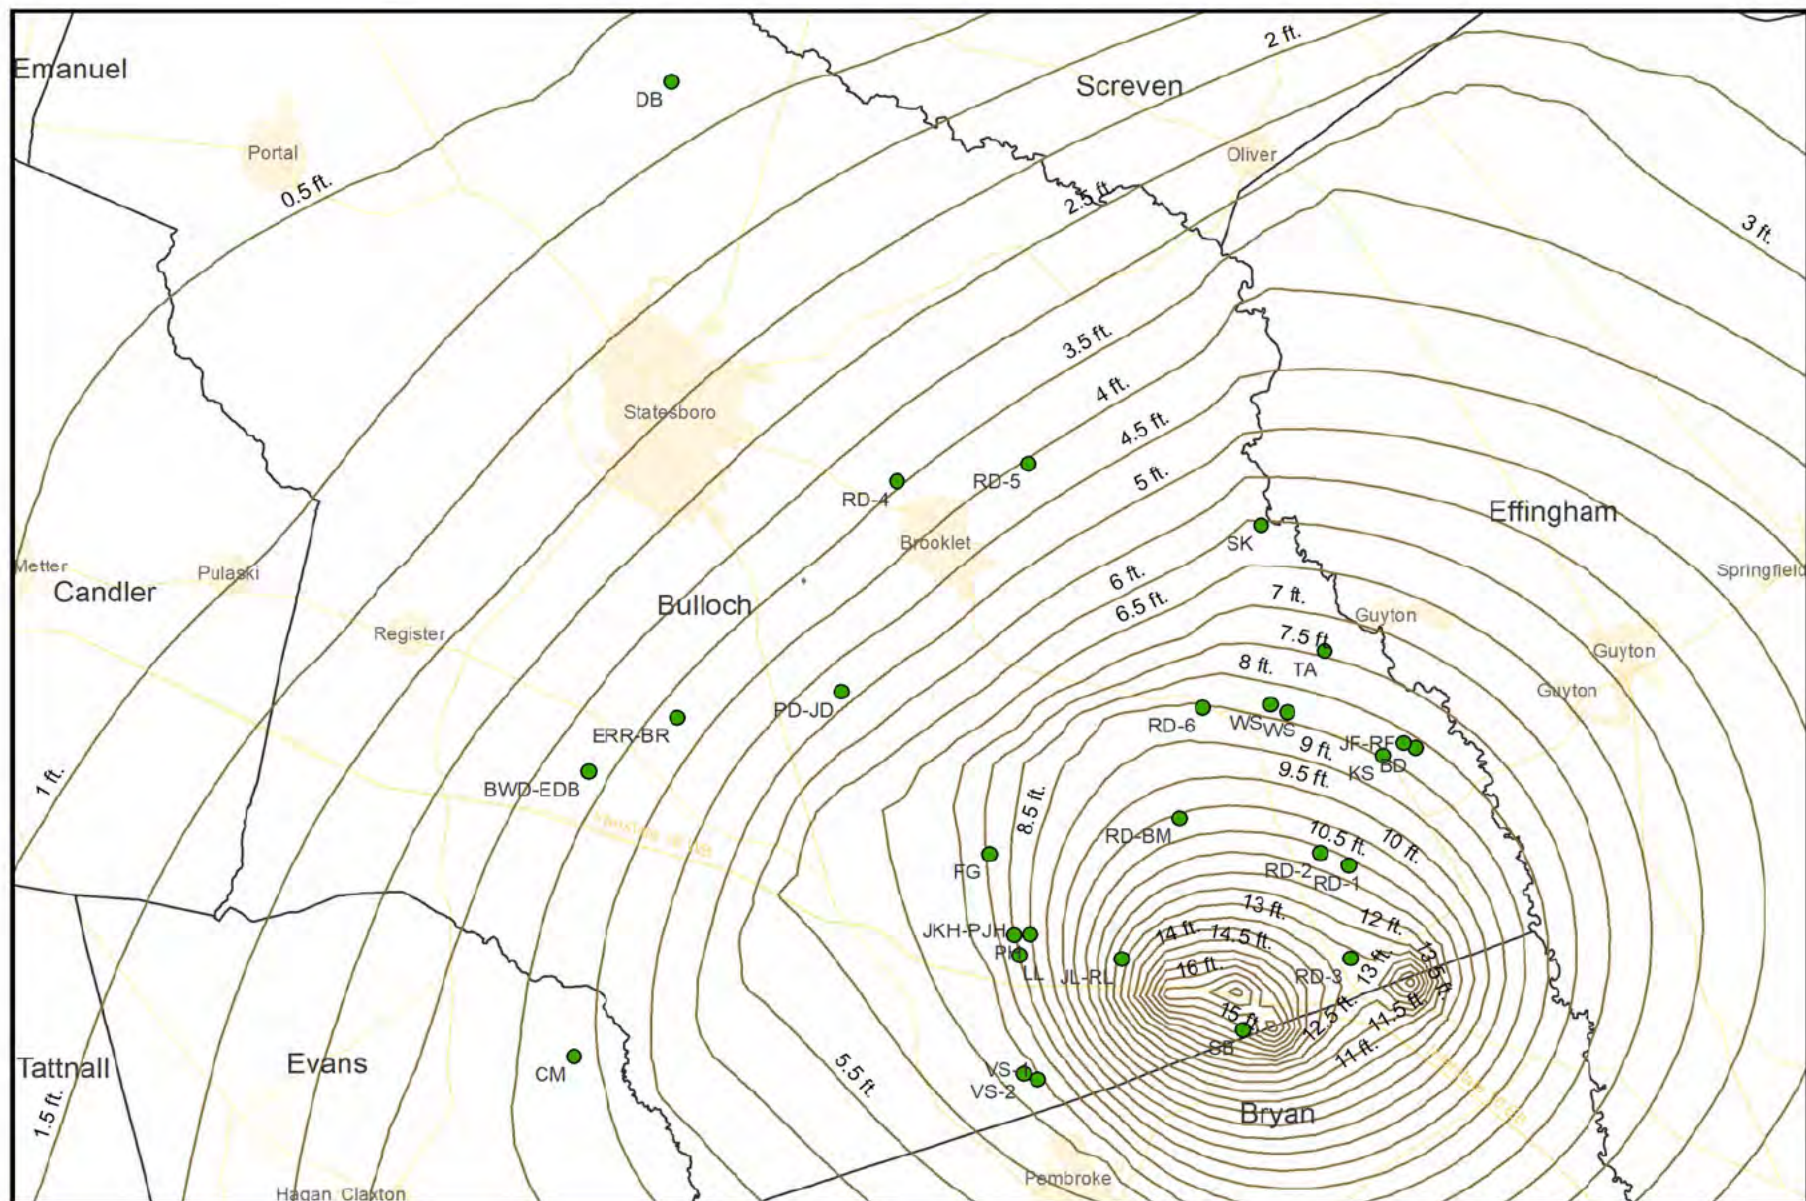 2 ft.
Emanuel
Screven
DB
Portal
Oliver
0.5 ft.
2.5 ft.
3 ft.
3.5 ft.
4 ft.
Statesboro
4.5 ft.
5 ft.
RD-5
RD-4
Effingham
Brooklet
SK
Metter
Pulaski
Springfield
6 ft.
Candler
7 ft.
Bulloch
6.5 ft.
Guyton
Register
7.5 ft.
Guyton
8 ft.
TA
Guyton
PD-JD
RD-6
WS
WS
ERR-BR
JF-RF
9 ft.
BD
KS
1 ft.
9.5 ft.
BWD-EDB
8.5 ft.
RD-BM
10.5 ft.
10 ft.
FG
RD-2
RD-1
13 ft.
12 ft.
JKH-PJH
14 ft.
14.5 ft.
PH
13 ft.
13.5 ft.
16 ft.
LL
JL-RL
RD-3
15 ft.
12.5 ft.
11.5 ft.
SB
11 ft.
Tattnall
Evans
CM
5.5 ft.
VS-1
VS-2
1.5 ft.
Bryan
Pembroke
Hagan
Claxton